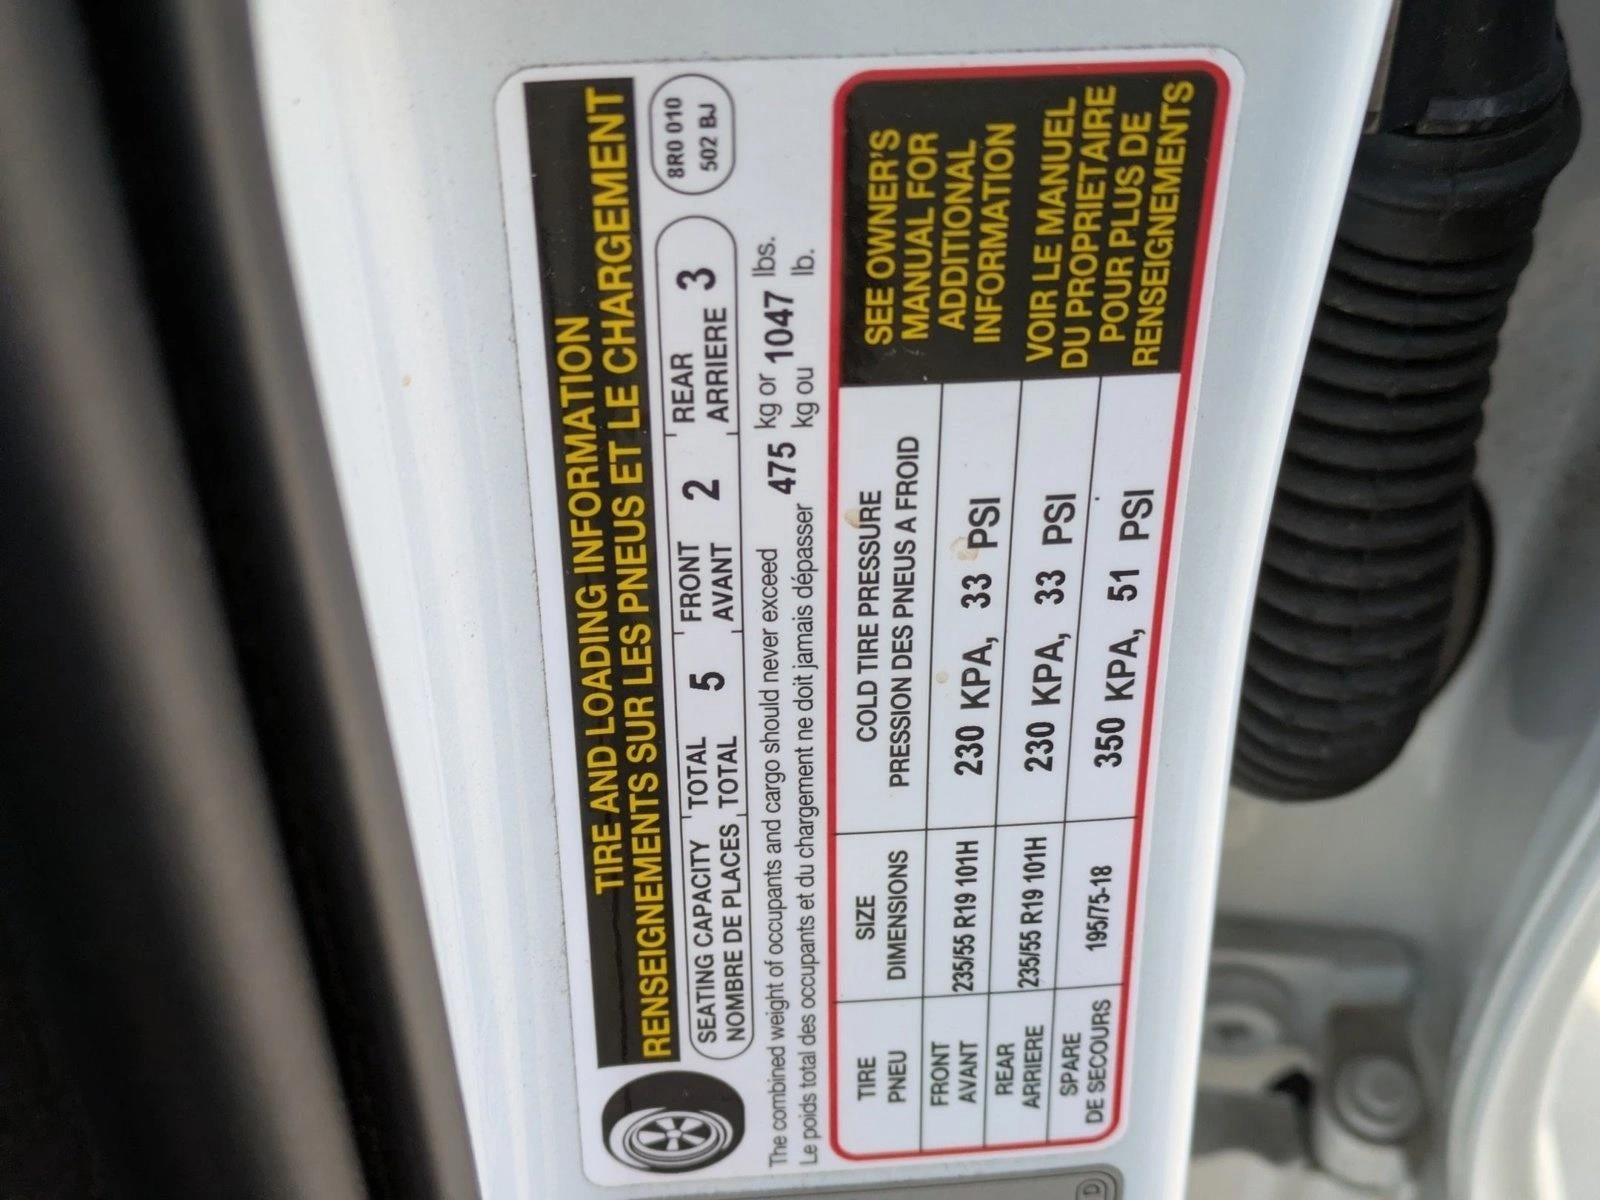 TIRE AND LOADING INFORMATION
RENSEIGNEMENTS SUR LES PNEUS ET LE CHARGEMENT
SEATING CAPACITY TOTAL 5 FRONT 2 REAR 3
NOMBRE DE PLACES TOTAL AVANT ARRIERE
8R0 010
502 BJ
The combined weight of occupants and cargo should never exceed 475 kg or 1047 lbs.
Le poids total des occupants et du chargement ne doit jamais dépasser kg ou lb.
TIRE SIZE COLD TIRE PRESSURE
PNEU DIMENSIONS PRESSION DES PNEUS A FROID
FRONT
AVANT 235/55 R19 101H 230 KPA, 33 PSI
REAR
ARRIERE 235/55 R19 101H 230 KPA, 33 PSI
SPARE
DE SECOURS 195/75-18 350 KPA, 51 PSI
SEE OWNER'S
MANUAL FOR
ADDITIONAL
INFORMATION
VOIR LE MANUEL
DU PROPRIETAIRE
POUR PLUS DE
RENSEIGNEMENTS
D